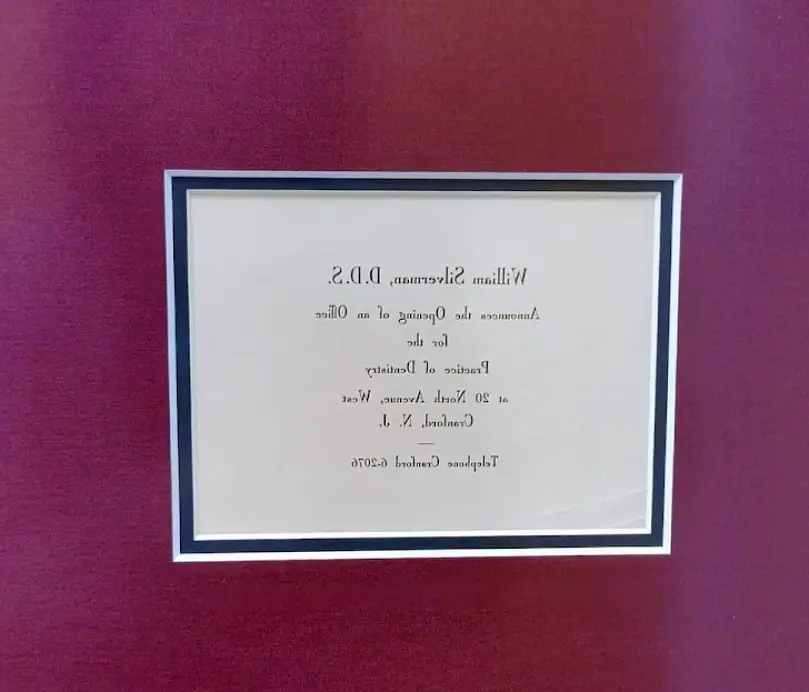 William Silverman, D.D.S.
Announces the Opening of an Office
for the
Practice of Dentistry
at 20 North Avenue, West
Cranford, N. J.
—
Telephone Cranford 6-2076